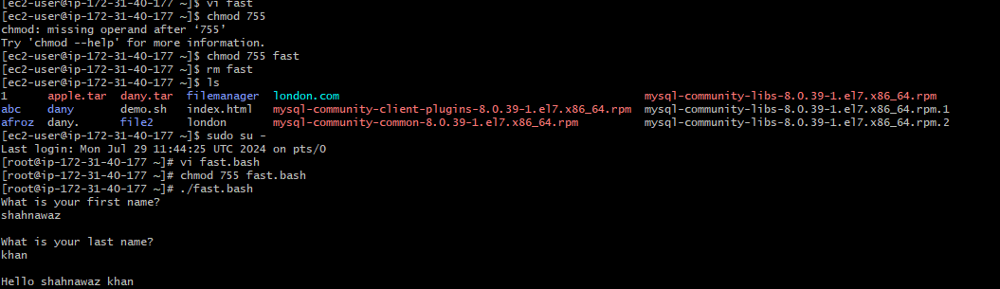 [ec2-user@ip-172-31-40-177 ~]$ vi fast
[ec2-user@ip-172-31-40-177 ~]$ chmod 755
chmod: missing operand after ‘755’
Try 'chmod --help' for more information.
[ec2-user@ip-172-31-40-177 ~]$ chmod 755 fast
[ec2-user@ip-172-31-40-177 ~]$ rm fast
[ec2-user@ip-172-31-40-177 ~]$ ls
1 apple.tar dany.tar filemanager london.com mysql-community-libs-8.0.39-1.el7.x86_64.rpm
abc dany demo.sh index.html mysql-community-client-plugins-8.0.39-1.el7.x86_64.rpm mysql-community-libs-8.0.39-1.el7.x86_64.rpm.1
afroz dany. file2 london mysql-community-common-8.0.39-1.el7.x86_64.rpm mysql-community-libs-8.0.39-1.el7.x86_64.rpm.2
[ec2-user@ip-172-31-40-177 ~]$ sudo su -
Last login: Mon Jul 29 11:44:25 UTC 2024 on pts/0
[root@ip-172-31-40-177 ~]# vi fast.bash
[root@ip-172-31-40-177 ~]# chmod 755 fast.bash
[root@ip-172-31-40-177 ~]# ./fast.bash
What is your first name?
shahnawaz
What is your last name?
khan
Hello shahnawaz khan